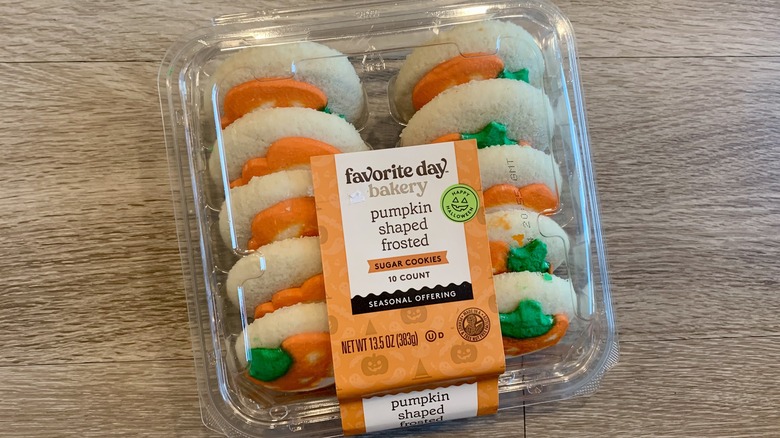 favorite day™
bakery
HAPPY
HALLOWEEN
pumpkin
shaped
frosted
SUGAR COOKIES
10 COUNT
SEASONAL OFFERING
NET WT 13.5 OZ (383g)
U D
pumpkin
shaped
frosted